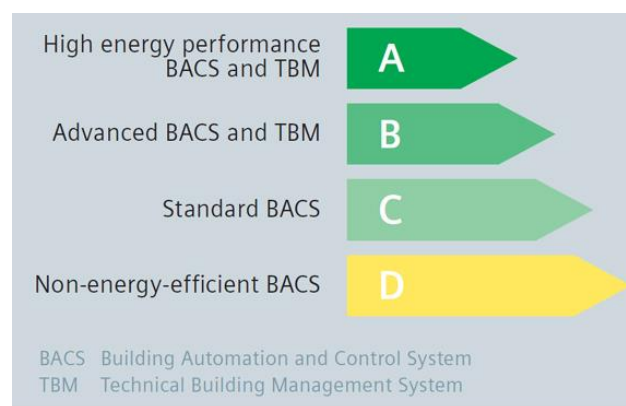 High energy performance
BACS and TBM
A
Advanced BACS and TBM
B
Standard BACS
C
Non-energy-efficient BACS
D
BACS Building Automation and Control System
TBM Technical Building Management System